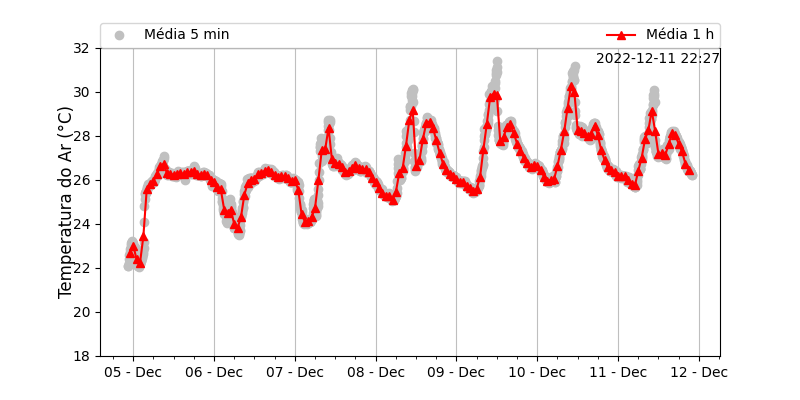 Média 5 min
Média 1 h
2022-12-11 22:27
Temperatura do Ar (°C)
32
30
28
26
24
22
20
18
05 - Dec
06 - Dec
07 - Dec
08 - Dec
09 - Dec
10 - Dec
11 - Dec
12 - Dec